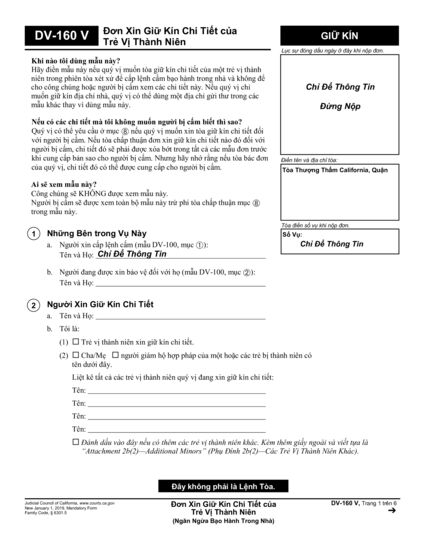 DV-160 V
Đơn Xin Giữ Kín Chi Tiết của
Trẻ Vị Thành Niên
GIỮ KÍN
Lục sự đóng dấu ngày ở đây khi nộp đơn.
Chỉ Để Thông Tin
Đừng Nộp
Điền tên và địa chỉ tòa:
Tòa Thượng Thẩm California, Quận
Tòa điền số vụ khi nộp đơn.
Số Vụ:
Chỉ Để Thông Tin
Khi nào tôi dùng mẫu này?
Hãy điền mẫu này nếu quý vị muốn tòa giữ kín chi tiết của một trẻ vị thành
niên trong phiên tòa xét xử để cấp lệnh cấm bạo hành trong nhà và không để
cho công chúng hoặc người bị cấm xem các chi tiết này. Nếu quý vị chỉ
muốn giữ kín địa chỉ nhà, quý vị có thể dùng một địa chỉ gửi thư trong các
mẫu khác thay vì dùng mẫu này.
Nếu có các chi tiết mà tôi không muốn người bị cấm biết thì sao?
Quý vị có thể yêu cầu ở mục ⑧ nếu quý vị muốn xin tòa giữ kín chi tiết đối
với người bị cấm. Nếu tòa chấp thuận đơn xin giữ kín chi tiết nào đó đối với
người bị cấm, chi tiết đó sẽ phải được xóa bớt trong tất cả các mẫu đơn trước
khi cung cấp bản sao cho người bị cấm. Nhưng hãy nhớ rằng nếu tòa bác đơn
của quý vị, chi tiết đó có thể được cung cấp cho người bị cấm.
Ai sẽ xem mẫu này?
Công chúng sẽ KHÔNG được xem mẫu này.
Người bị cấm sẽ được xem toàn bộ mẫu này trừ phi tòa chấp thuận mục ⑧
trong mẫu này.
1 Những Bên trong Vụ Này
a. Người xin cấp lệnh cấm (mẫu DV-100, mục ①):
Tên và Họ: Chỉ Để Thông Tin
b. Người đang được xin bảo vệ đối với họ (mẫu DV-100, mục ②):
Tên và Họ:
2 Người Xin Giữ Kín Chi Tiết
a. Tên và Họ:
b. Tôi là:
(1) ☐ Trẻ vị thành niên xin giữ kín chi tiết.
(2) ☐ Cha/Mẹ ☐ người giám hộ hợp pháp của một hoặc các trẻ bị thành niên có
tên dưới đây.
Liệt kê tất cả các trẻ vị thành niên quý vị đang xin giữ kín chi tiết:
Tên:
Tên:
Tên:
Tên:
☐ Đánh dấu vào đây nếu có thêm các trẻ vị thành niên khác. Kèm thêm giấy ngoài và viết tựa là
“Attachment 2b(2)—Additional Minors” (Phụ Đính 2b(2)—Các Trẻ Vị Thành Niên Khác).
Đây không phải là Lệnh Tòa.
Judicial Council of California, www.courts.ca.gov
New January 1, 2019, Mandatory Form
Family Code, § 6301.5
Đơn Xin Giữ Kín Chi Tiết của
Trẻ Vị Thành Niên
(Ngăn Ngừa Bạo Hành Trong Nhà)
DV-160 V, Trang 1 trên 6
➔